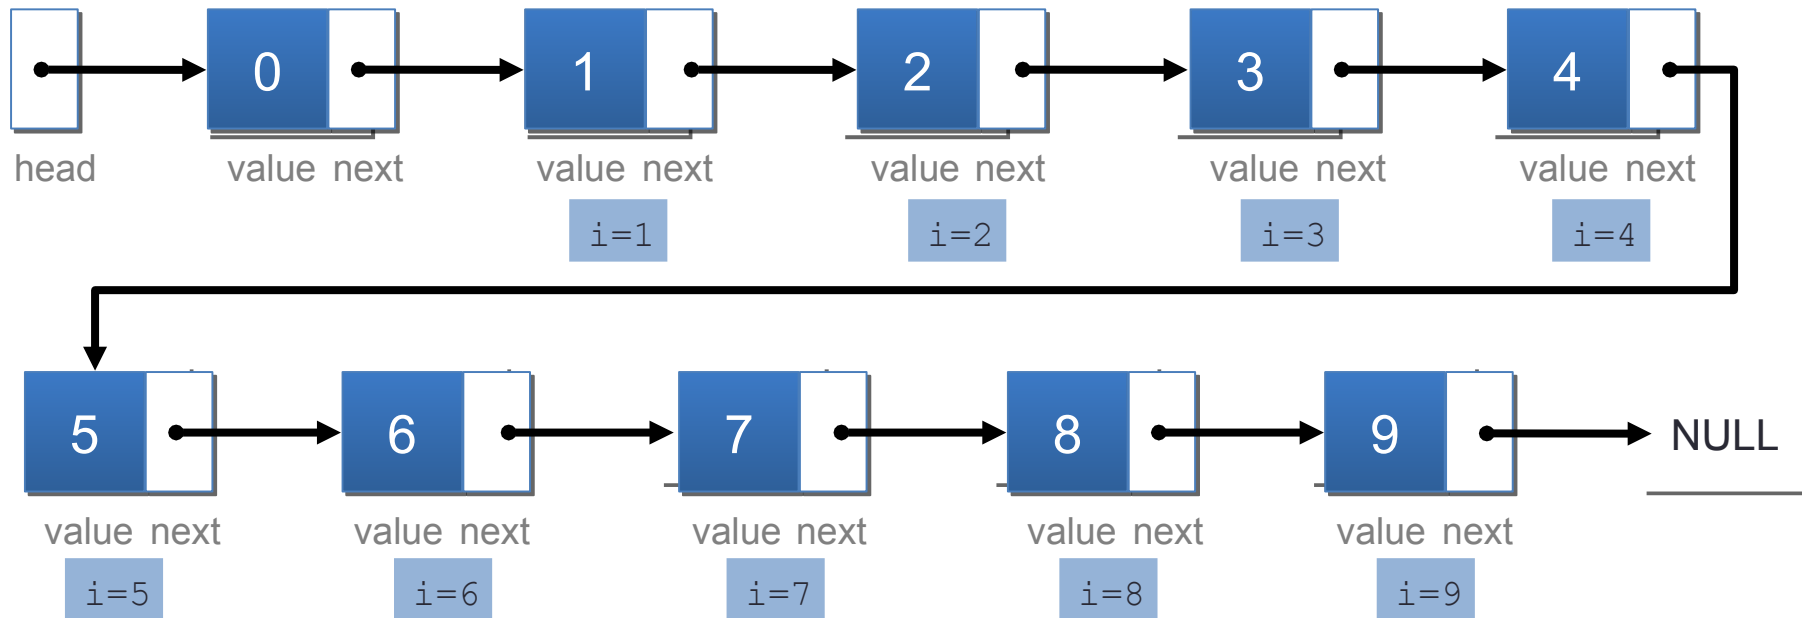 0 1 2 3 4
head value next value next value next value next value next
i=1 i=2 i=3 i=4
5 6 7 8 9 NULL
value next value next value next value next value next
i=5 i=6 i=7 i=8 i=9